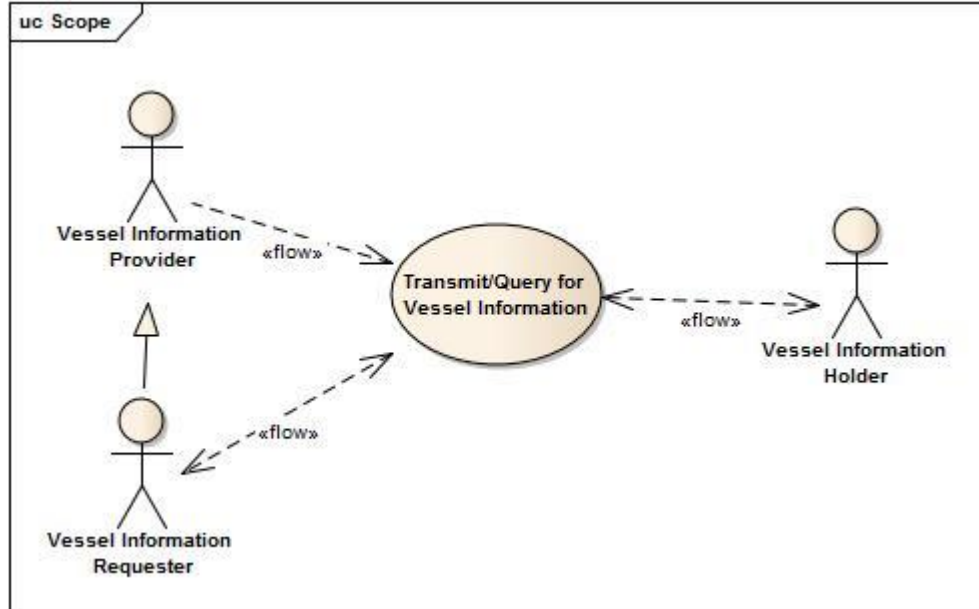 uc Scope
Vessel Information
Provider
«flow»
Transmit/Query for
Vessel Information
«flow»
Vessel Information
Holder
«flow»
Vessel Information
Requester